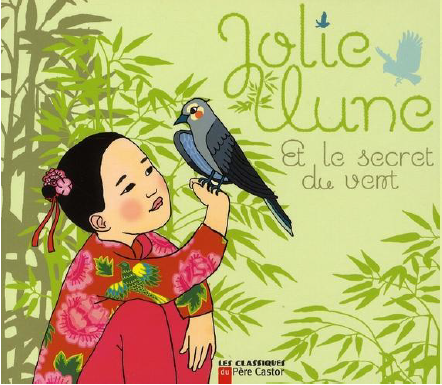 Jolie
Lune
Et le secret
du vent
LES CLASSIQUES
du Père Castor